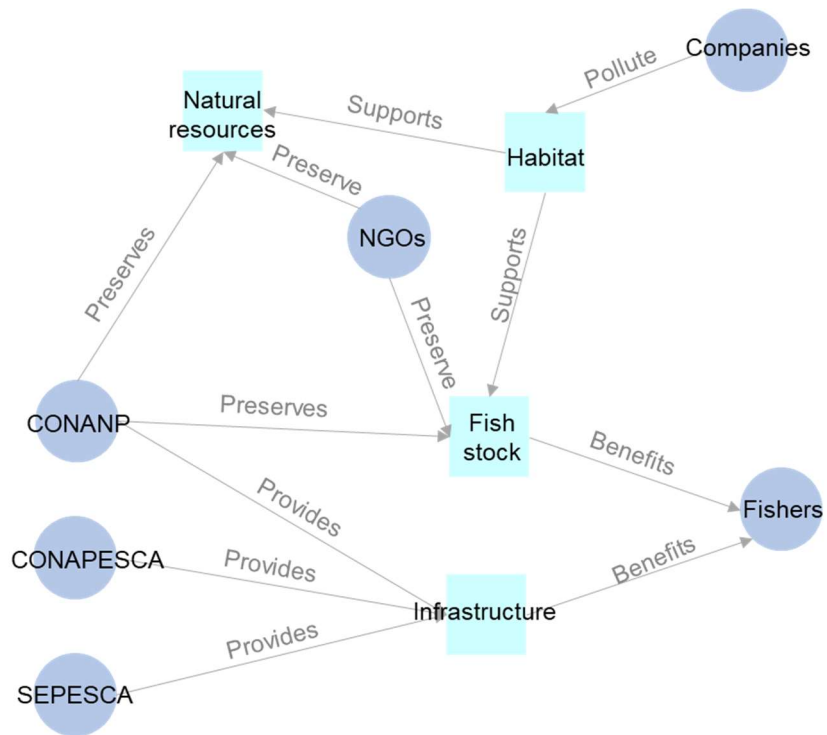 Companies
Pollute
Natural
resources
Supports
Habitat
Preserve
NGOs
Preserves
Supports
Preserve
CONANP
Preserves
Fish
stock
Benefits
Provides
Fishers
CONAPESCA
Provides
Benefits
Infrastructure
Provides
SEPESCA